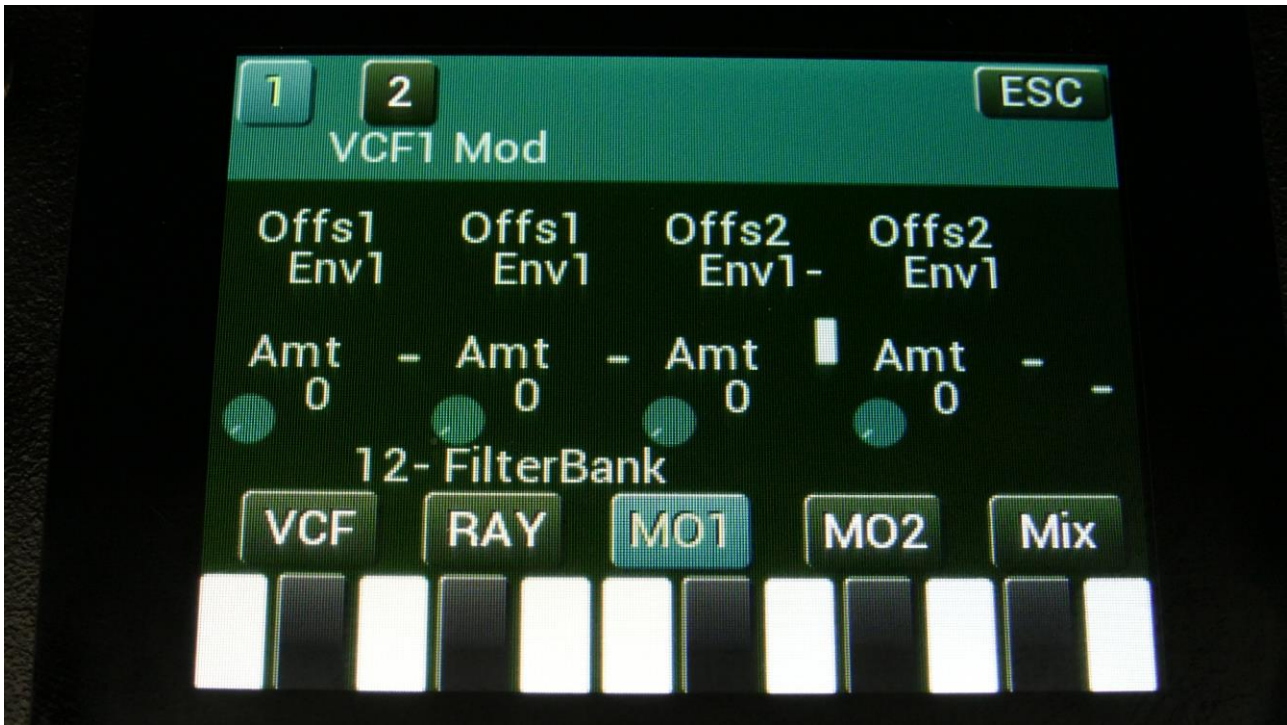 1 2 ESC
VCF1 Mod
Offs1 Offs1 Offs2 Offs2
Env1 Env1 Env1- Env1
Amt - Amt - Amt Amt -
0 0 0 0 -
12- FilterBank
VCF RAY MO1 MO2 Mix